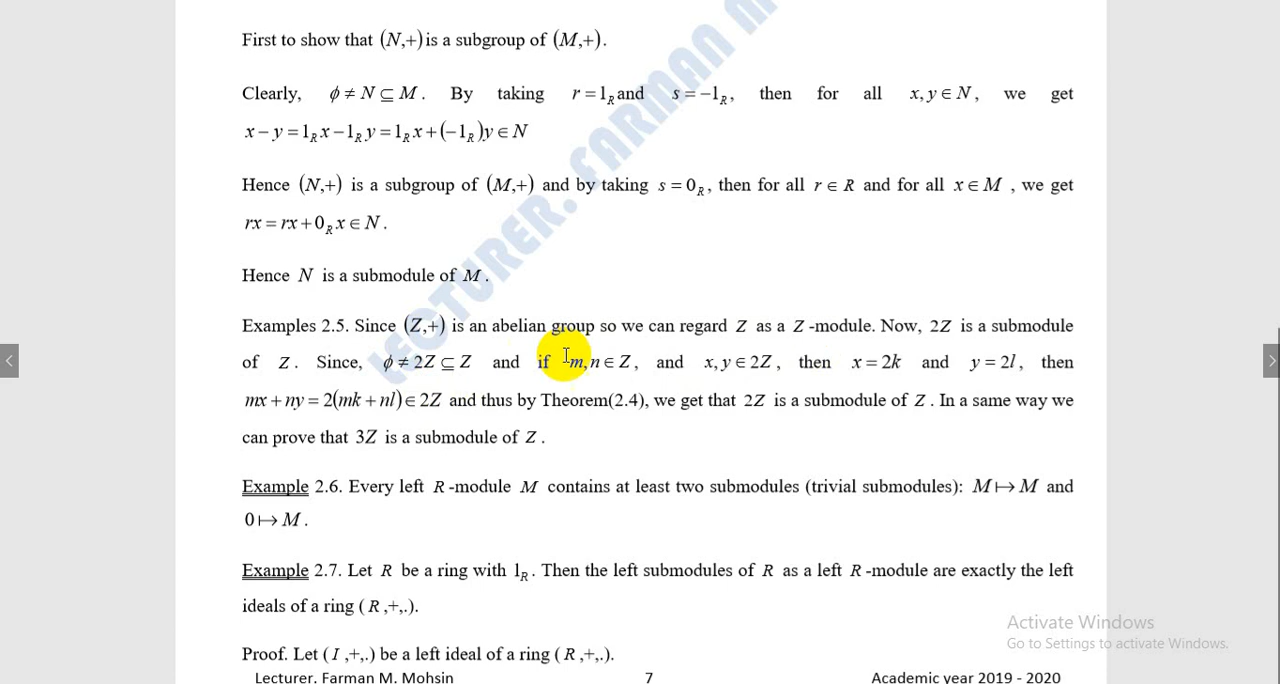 First to show that (N,+) is a subgroup of (M,+).
Clearly, ϕ ≠ N ⊆ M. By taking r = 1_R and s = −1_R, then for all x, y ∈ N, we get
x − y = 1_R x − 1_R y = 1_R x + (−1_R)y ∈ N
Hence (N,+) is a subgroup of (M,+) and by taking s = 0_R, then for all r ∈ R and for all x ∈ M , we get
rx = rx + 0_R x ∈ N.
Hence N is a submodule of M.
Examples 2.5. Since (Z,+) is an abelian group so we can regard Z as a Z-module. Now, 2Z is a submodule
of Z. Since, ϕ ≠ 2Z ⊆ Z and if m, n ∈ Z, and x, y ∈ 2Z, then x = 2k and y = 2l, then
mx + ny = 2(mk + nl) ∈ 2Z and thus by Theorem(2.4), we get that 2Z is a submodule of Z. In a same way we
can prove that 3Z is a submodule of Z.
Example 2.6. Every left R-module M contains at least two submodules (trivial submodules): M ↦ M and
0 ↦ M.
Example 2.7. Let R be a ring with 1_R. Then the left submodules of R as a left R-module are exactly the left
ideals of a ring (R,+,.).
Proof. Let (I,+,.) be a left ideal of a ring (R,+,.).
Lecturer. Farman M. Mohsin 7 Academic year 2019 - 2020
LECTURER. FARMAN M
Activate Windows
Go to Settings to activate Windows.